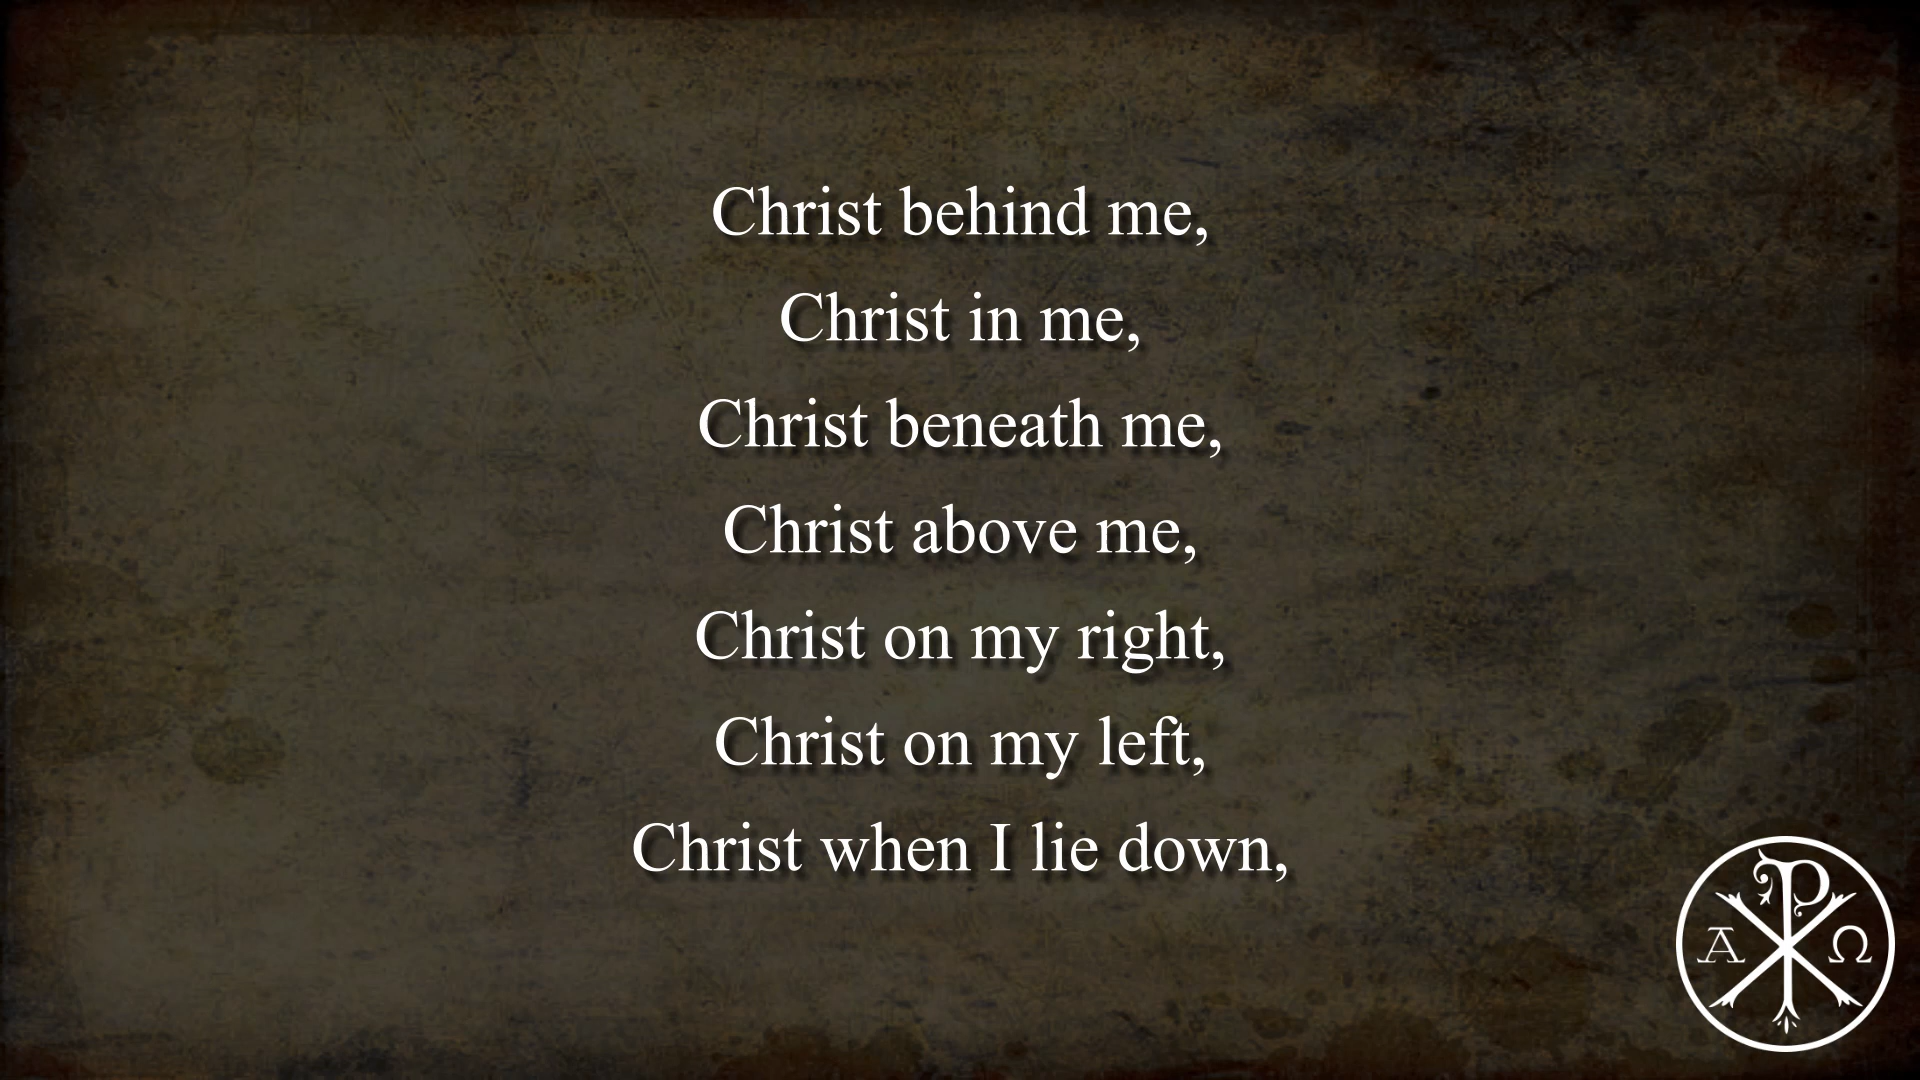 Christ behind me,
Christ in me,
Christ beneath me,
Christ above me,
Christ on my right,
Christ on my left,
Christ when I lie down,
Α Ω